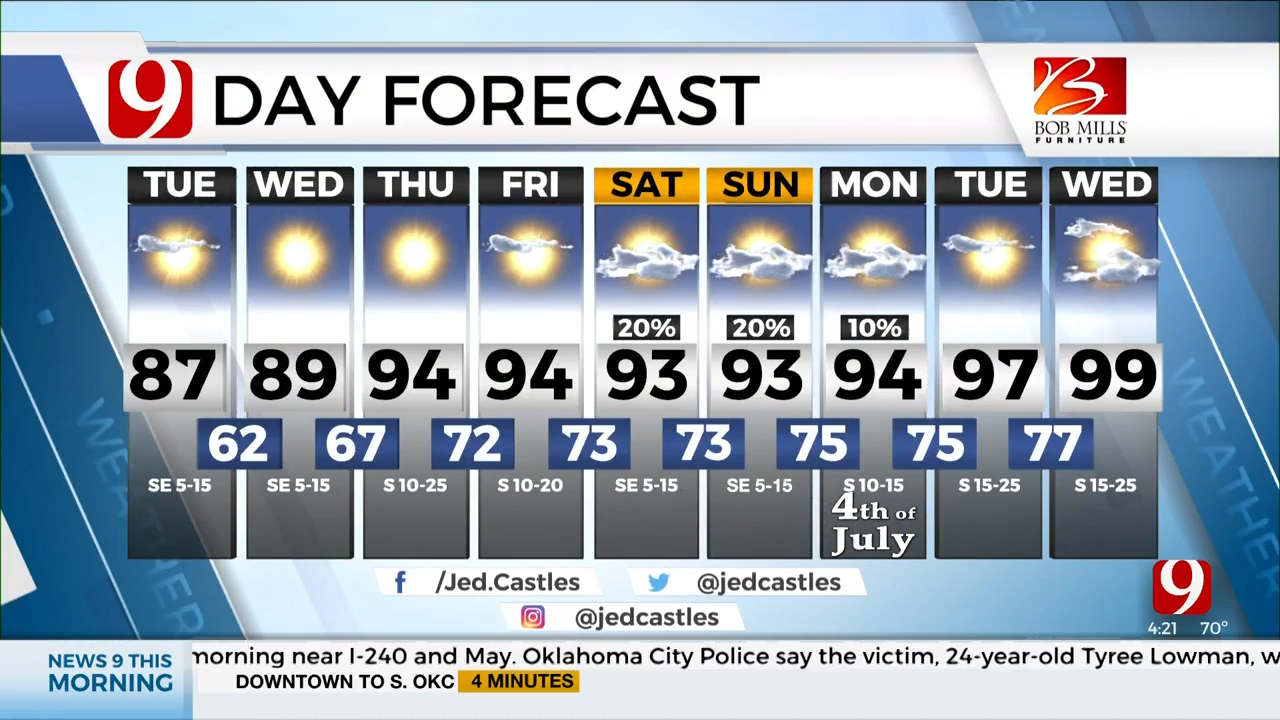 9 DAY FORECAST
B
BOB MILLS
FURNITURE
TUE WED THU FRI SAT SUN MON TUE WED
20% 20% 10%
87 89 94 94 93 93 94 97 99
62 67 72 73 73 75 75 77
SE 5-15 SE 5-15 S 10-25 S 10-20 SE 5-15 SE 5-15 S 10-15 S 15-25 S 15-25
4th of
July
f /Jed.Castles @jedcastles
@jedcastles
9
4:21 70°
NEWS 9 THIS
MORNING
morning near I-240 and May. Oklahoma City Police say the victim, 24-year-old Tyree Lowman, w
DOWNTOWN TO S. OKC 4 MINUTES
WEATHER
WEATHER